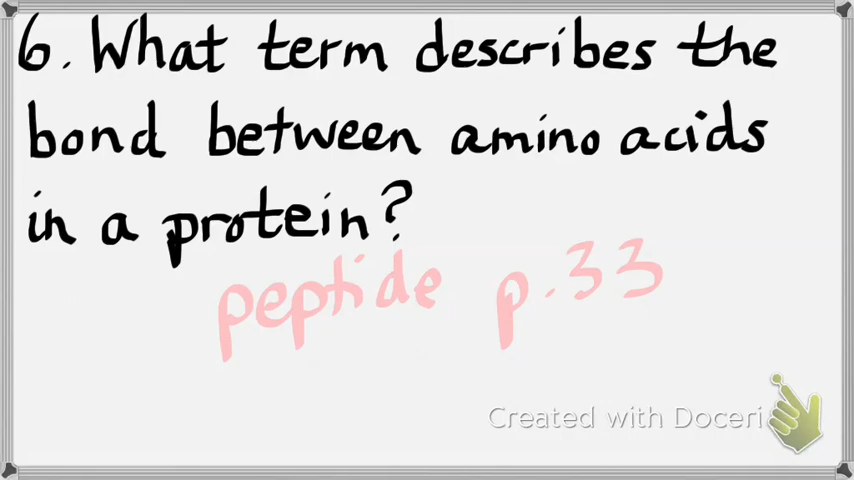 6. What term describes the
bond between amino acids
in a protein?
peptide p.33
Created with Doceri